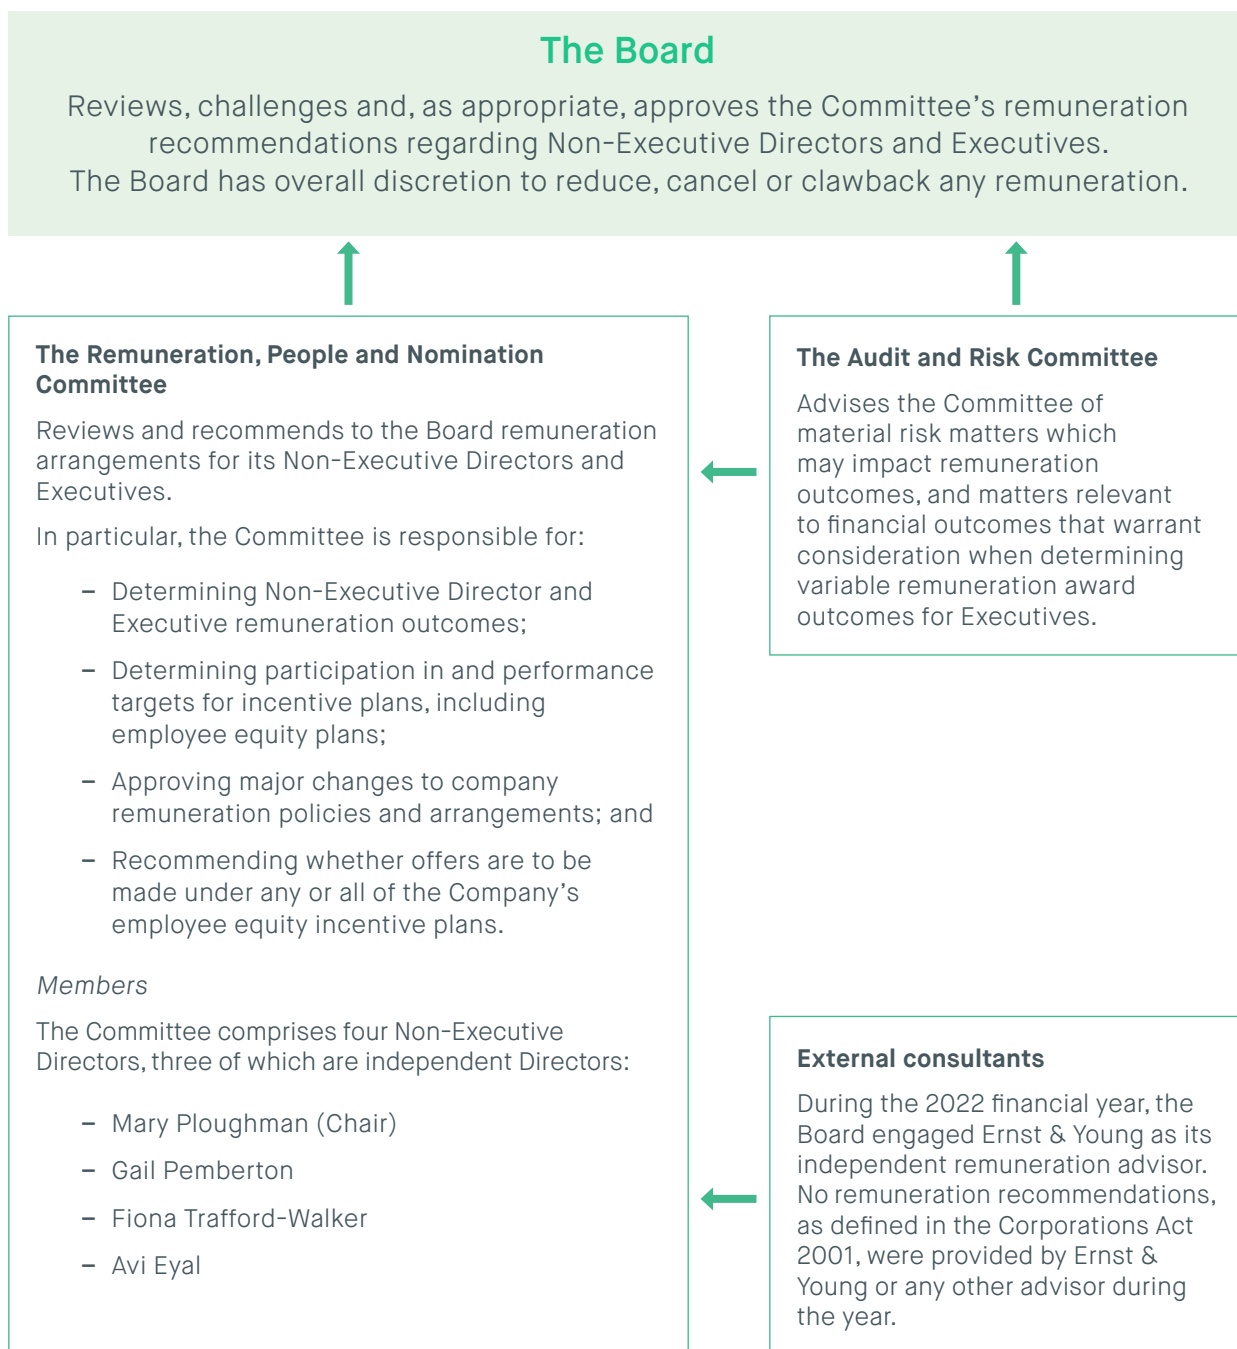 The Board
Reviews, challenges and, as appropriate, approves the Committee’s remuneration
recommendations regarding Non-Executive Directors and Executives.
The Board has overall discretion to reduce, cancel or clawback any remuneration.
The Remuneration, People and Nomination
Committee
Reviews and recommends to the Board remuneration
arrangements for its Non-Executive Directors and
Executives.
In particular, the Committee is responsible for:
– Determining Non-Executive Director and
Executive remuneration outcomes;
– Determining participation in and performance
targets for incentive plans, including
employee equity plans;
– Approving major changes to company
remuneration policies and arrangements; and
– Recommending whether offers are to be
made under any or all of the Company’s
employee equity incentive plans.
Members
The Committee comprises four Non-Executive
Directors, three of which are independent Directors:
– Mary Ploughman (Chair)
– Gail Pemberton
– Fiona Trafford-Walker
– Avi Eyal
The Audit and Risk Committee
Advises the Committee of
material risk matters which
may impact remuneration
outcomes, and matters relevant
to financial outcomes that warrant
consideration when determining
variable remuneration award
outcomes for Executives.
External consultants
During the 2022 financial year, the
Board engaged Ernst & Young as its
independent remuneration advisor.
No remuneration recommendations,
as defined in the Corporations Act
2001, were provided by Ernst &
Young or any other advisor during
the year.